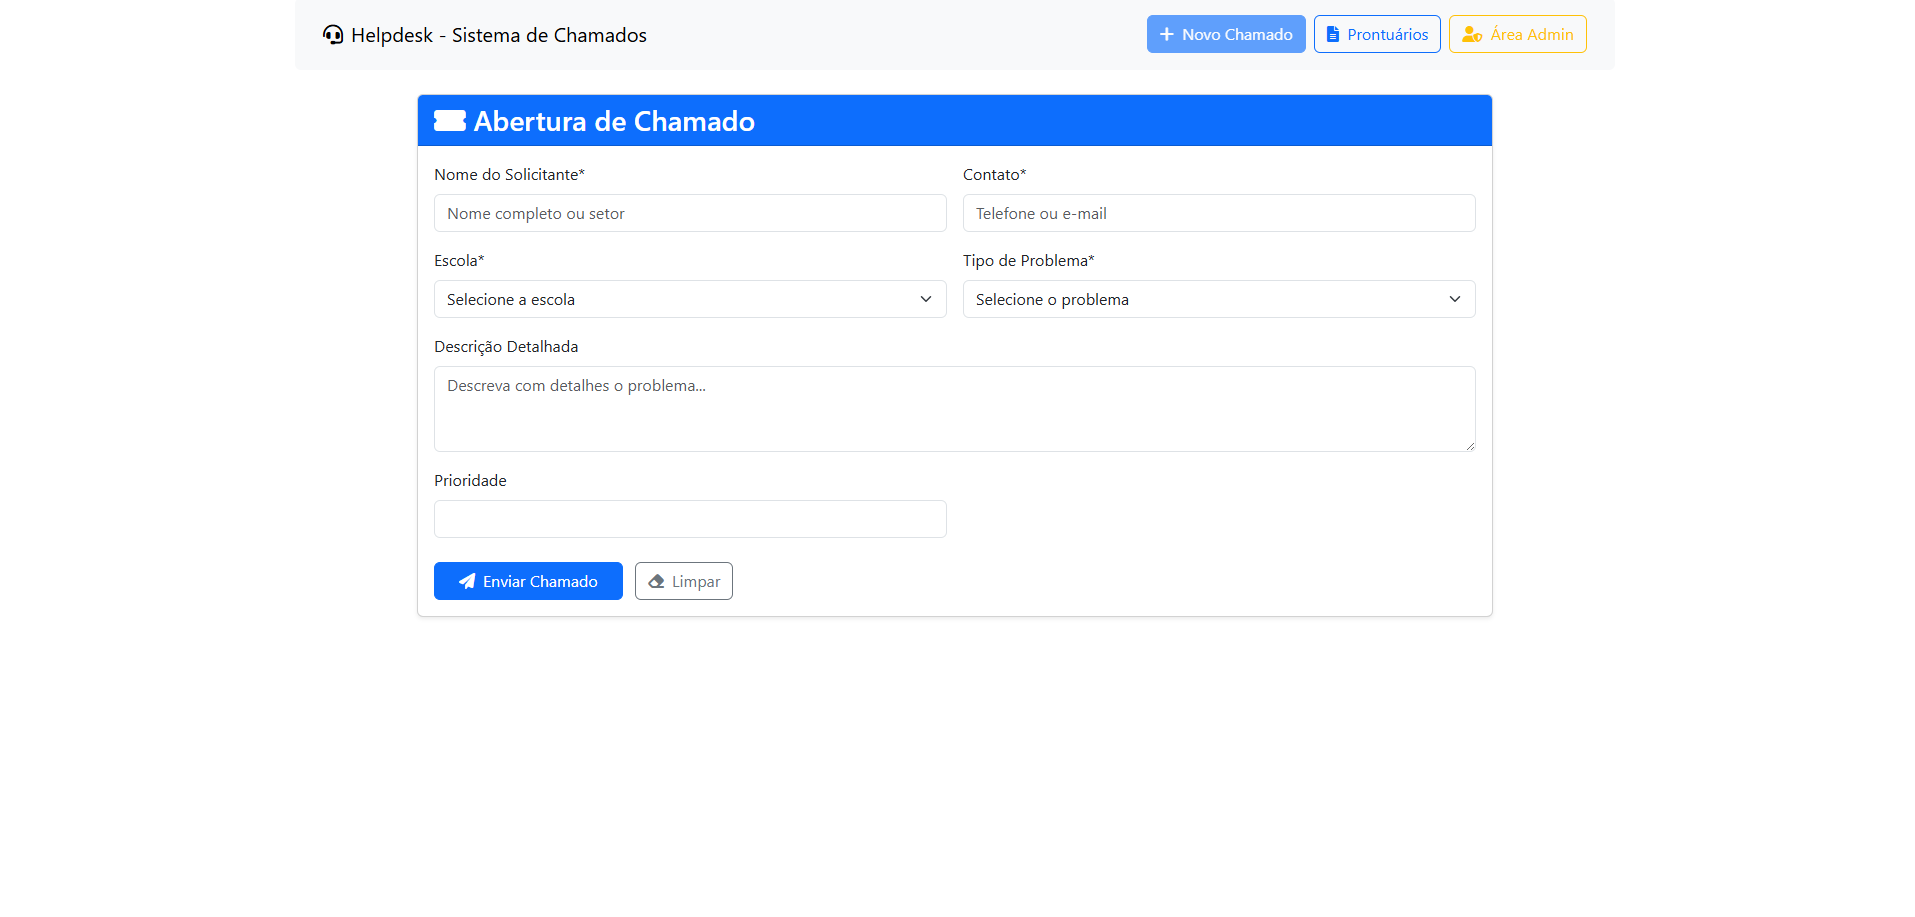 Helpdesk - Sistema de Chamados
Novo Chamado
Prontuários
Área Admin
Abertura de Chamado
Nome do Solicitante*
Contato*
Nome completo ou setor
Telefone ou e-mail
Escola*
Tipo de Problema*
Selecione a escola
Selecione o problema
Descrição Detalhada
Descreva com detalhes o problema...
Prioridade
Enviar Chamado
Limpar